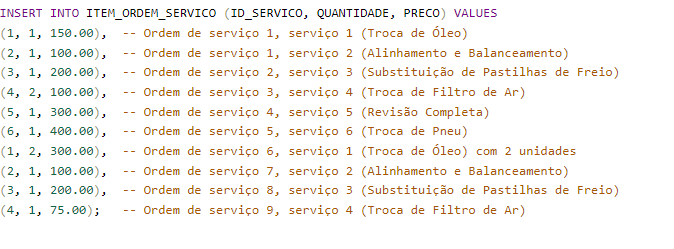 INSERT INTO ITEM_ORDEM_SERVICO (ID_SERVICO, QUANTIDADE, PRECO) VALUES
(1, 1, 150.00),  -- Ordem de serviço 1, serviço 1 (Troca de Óleo)
(2, 1, 100.00),  -- Ordem de serviço 1, serviço 2 (Alinhamento e Balanceamento)
(3, 1, 200.00),  -- Ordem de serviço 2, serviço 3 (Substituição de Pastilhas de Freio)
(4, 2, 100.00),  -- Ordem de serviço 3, serviço 4 (Troca de Filtro de Ar)
(5, 1, 300.00),  -- Ordem de serviço 4, serviço 5 (Revisão Completa)
(6, 1, 400.00),  -- Ordem de serviço 5, serviço 6 (Troca de Pneu)
(1, 2, 300.00),  -- Ordem de serviço 6, serviço 1 (Troca de Óleo) com 2 unidades
(2, 1, 100.00),  -- Ordem de serviço 7, serviço 2 (Alinhamento e Balanceamento)
(3, 1, 200.00),  -- Ordem de serviço 8, serviço 3 (Substituição de Pastilhas de Freio)
(4, 1, 75.00);   -- Ordem de serviço 9, serviço 4 (Troca de Filtro de Ar)